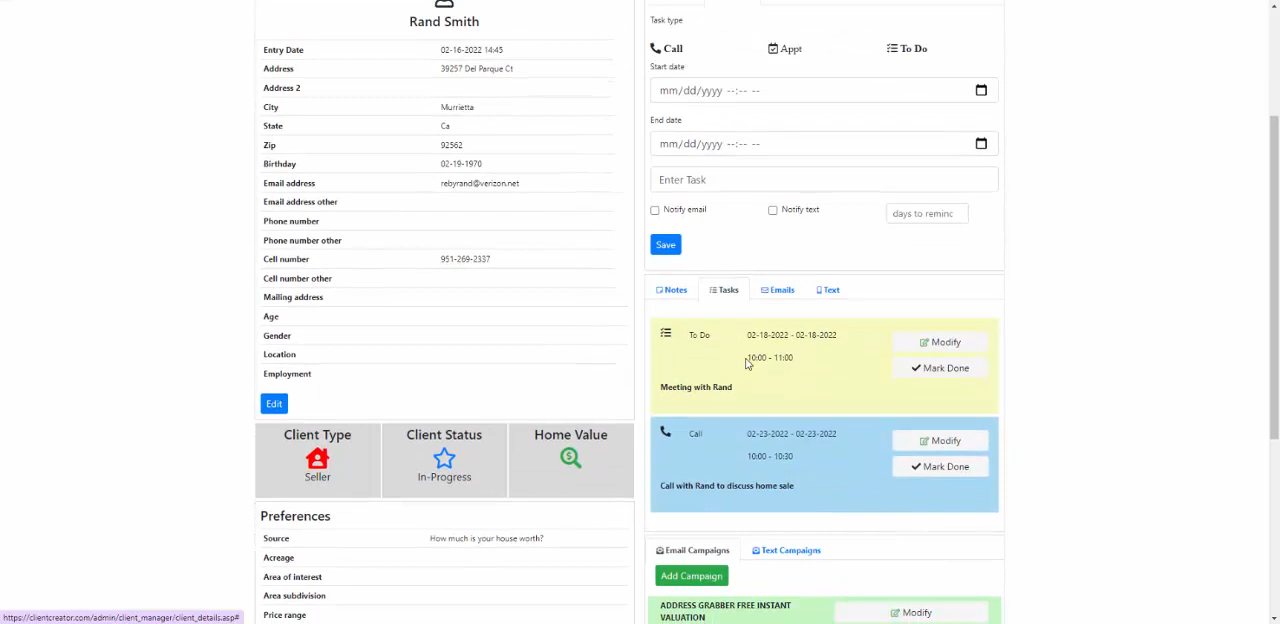 Rand Smith
Entry Date 02-16-2022 14:45
Address 39257 Del Parque Ct
Address 2
City Murrietta
State Ca
Zip 92562
Birthday 02-19-1970
Email address rebyrand@verizon.net
Email address other
Phone number
Phone number other
Cell number 951-269-2337
Cell number other
Mailing address
Age
Gender
Location
Employment
Edit
Client Type
Seller
Client Status
In-Progress
Home Value
Preferences
Source How much is your house worth?
Acreage
Area of interest
Area subdivision
Price range
Task type
Call Appt To Do
Start date
mm/dd/yyyy --:-- --
End date
mm/dd/yyyy --:-- --
Enter Task
Notify email Notify text days to reminc
Save
Notes Tasks Emails Text
To Do 02-18-2022 - 02-18-2022 Modify
10:00 - 11:00 Mark Done
Meeting with Rand
Call 02-23-2022 - 02-23-2022 Modify
10:00 - 10:30 Mark Done
Call with Rand to discuss home sale
Email Campaigns Text Campaigns
Add Campaign
ADDRESS GRABBER FREE INSTANT
VALUATION
Modify
https://clientcreator.com/admin/client_manager/client_details.asp#